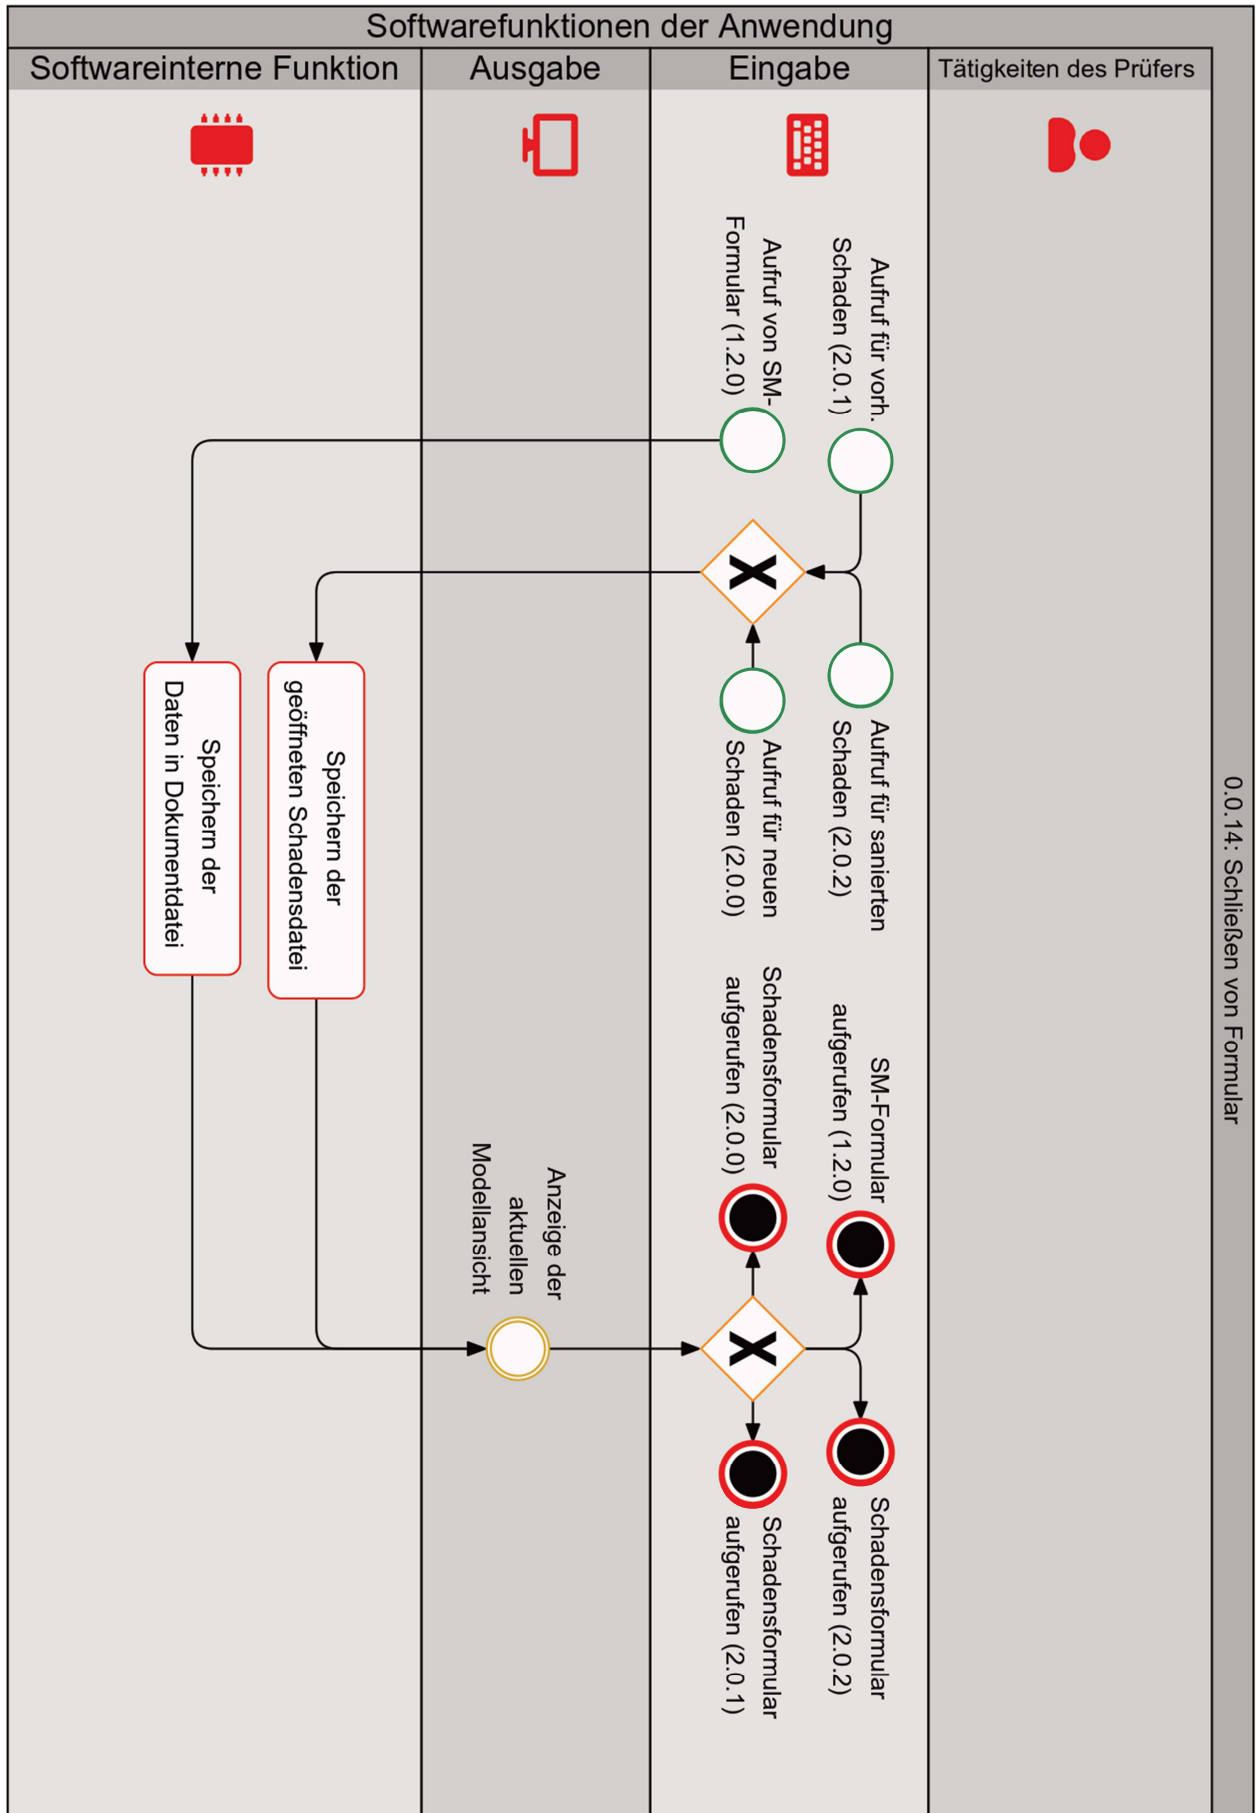 Softwarefunktionen der Anwendung
Softwareinterne Funktion
Ausgabe
Eingabe
Tätigkeiten des Prüfers
0.0.14: Schließen von Formular
Aufruf für vorh.
Schaden (2.0.1)
Aufruf von SM-
Formular (1.2.0)
Aufruf für sanierten
Schaden (2.0.2)
Aufruf für neuen
Schaden (2.0.0)
X
Speichern der
geöffneten Schadensdatei
Speichern der
Daten in Dokumentdatei
Anzeige der
aktuellen
Modellansicht
X
SM-Formular
aufgerufen (1.2.0)
Schadensformular
aufgerufen (2.0.0)
Schadensformular
aufgerufen (2.0.2)
Schadensformular
aufgerufen (2.0.1)